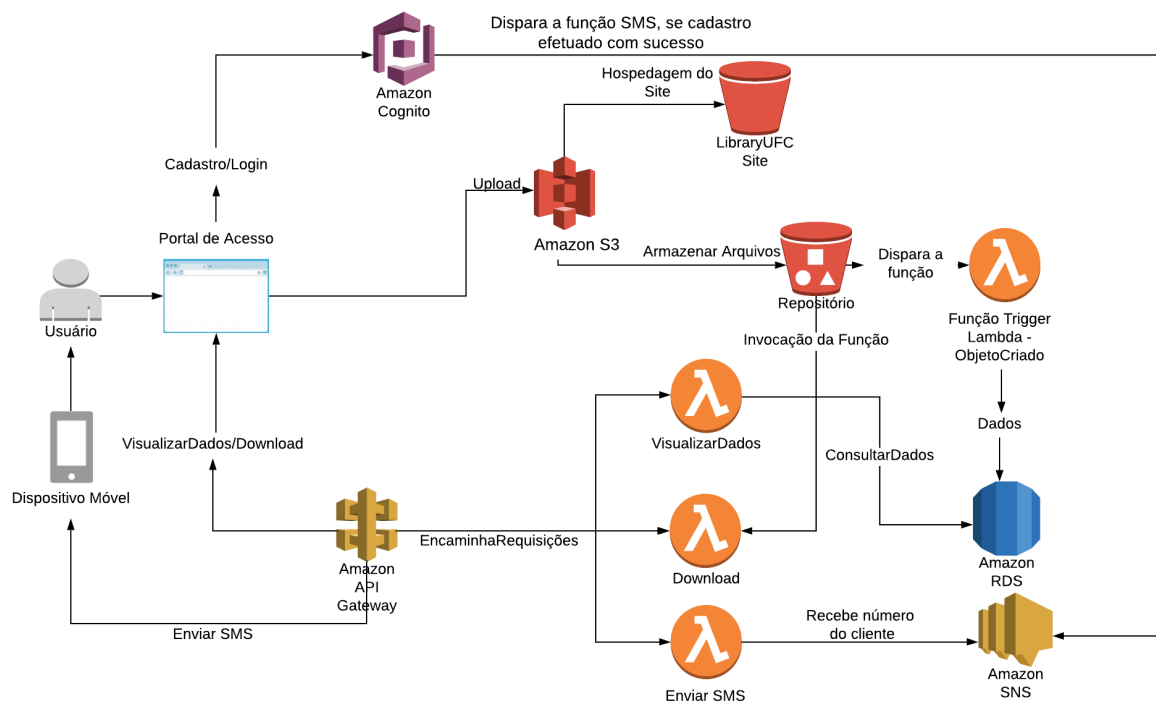 Dispara a função SMS, se cadastro
efetuado com sucesso
Amazon
Cognito
Hospedagem do
Site
LibraryUFC
Site
Cadastro/Login
Upload
Portal de Acesso
Amazon S3
Armazenar Arquivos
Dispara a
função
Repositório
Usuário
Função Trigger
Lambda -
ObjetoCriado
Invocação da Função
VisualizarDados/Download
VisualizarDados
Dados
ConsultarDados
Dispositivo Móvel
EncaminhaRequisições
Amazon
API
Gateway
Download
Amazon
RDS
Enviar SMS
Recebe número
do cliente
Enviar SMS
Amazon
SNS